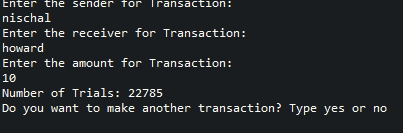 Enter the sender for Transaction:
nischal
Enter the receiver for Transaction:
howard
Enter the amount for Transaction:
10
Number of Trials: 22785
Do you want to make another transaction? Type yes or no